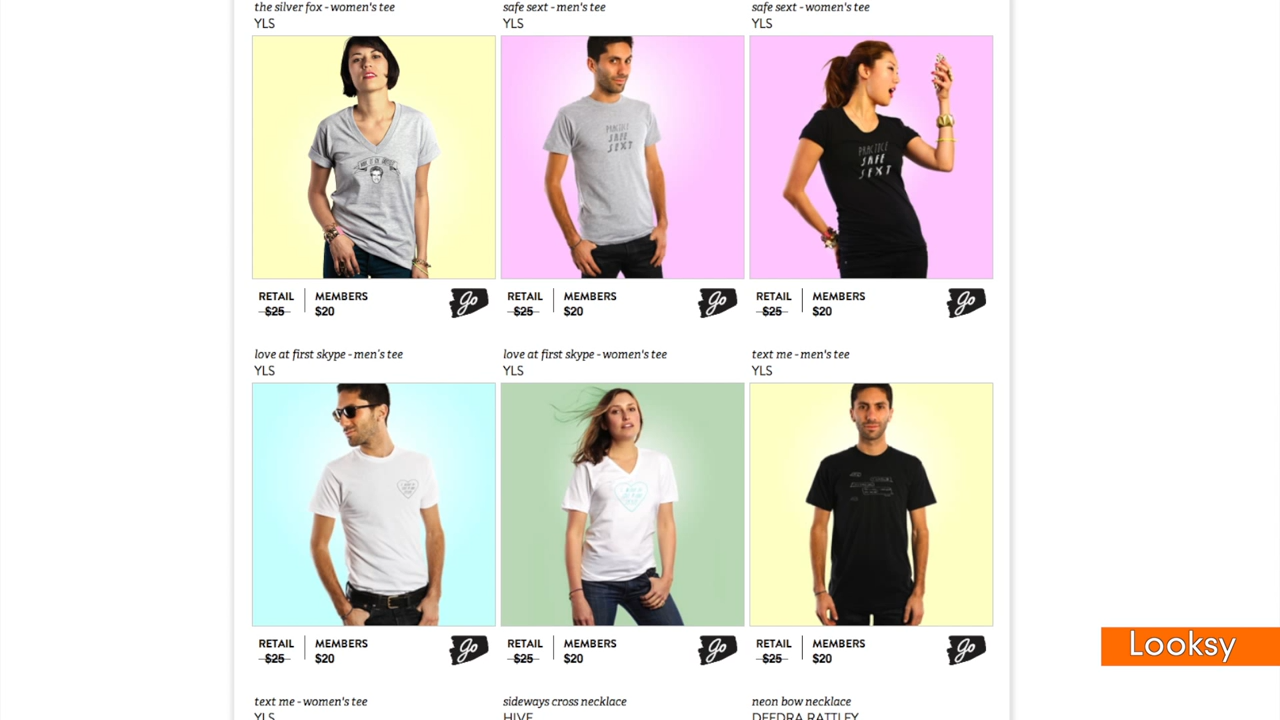 the silver fox - women's tee
safe sext - men's tee
safe sext - women's tee
YLS
YLS
YLS
PRACTICE
SAFE
SEXT
PRACTICE
SAFE
SEXT
RETAIL
MEMBERS
go
RETAIL
MEMBERS
go
RETAIL
MEMBERS
go
$25
$20
$25
$20
$25
$20
love at first skype - men's tee
love at first skype - women's tee
text me - men's tee
YLS
YLS
YLS
RETAIL
MEMBERS
go
RETAIL
MEMBERS
go
RETAIL
MEMBERS
go
$25
$20
$25
$20
$25
$20
Looksy
text me - women's tee
sideways cross necklace
neon bow necklace
YLS
HIVE
DEEDRA RATTLEY